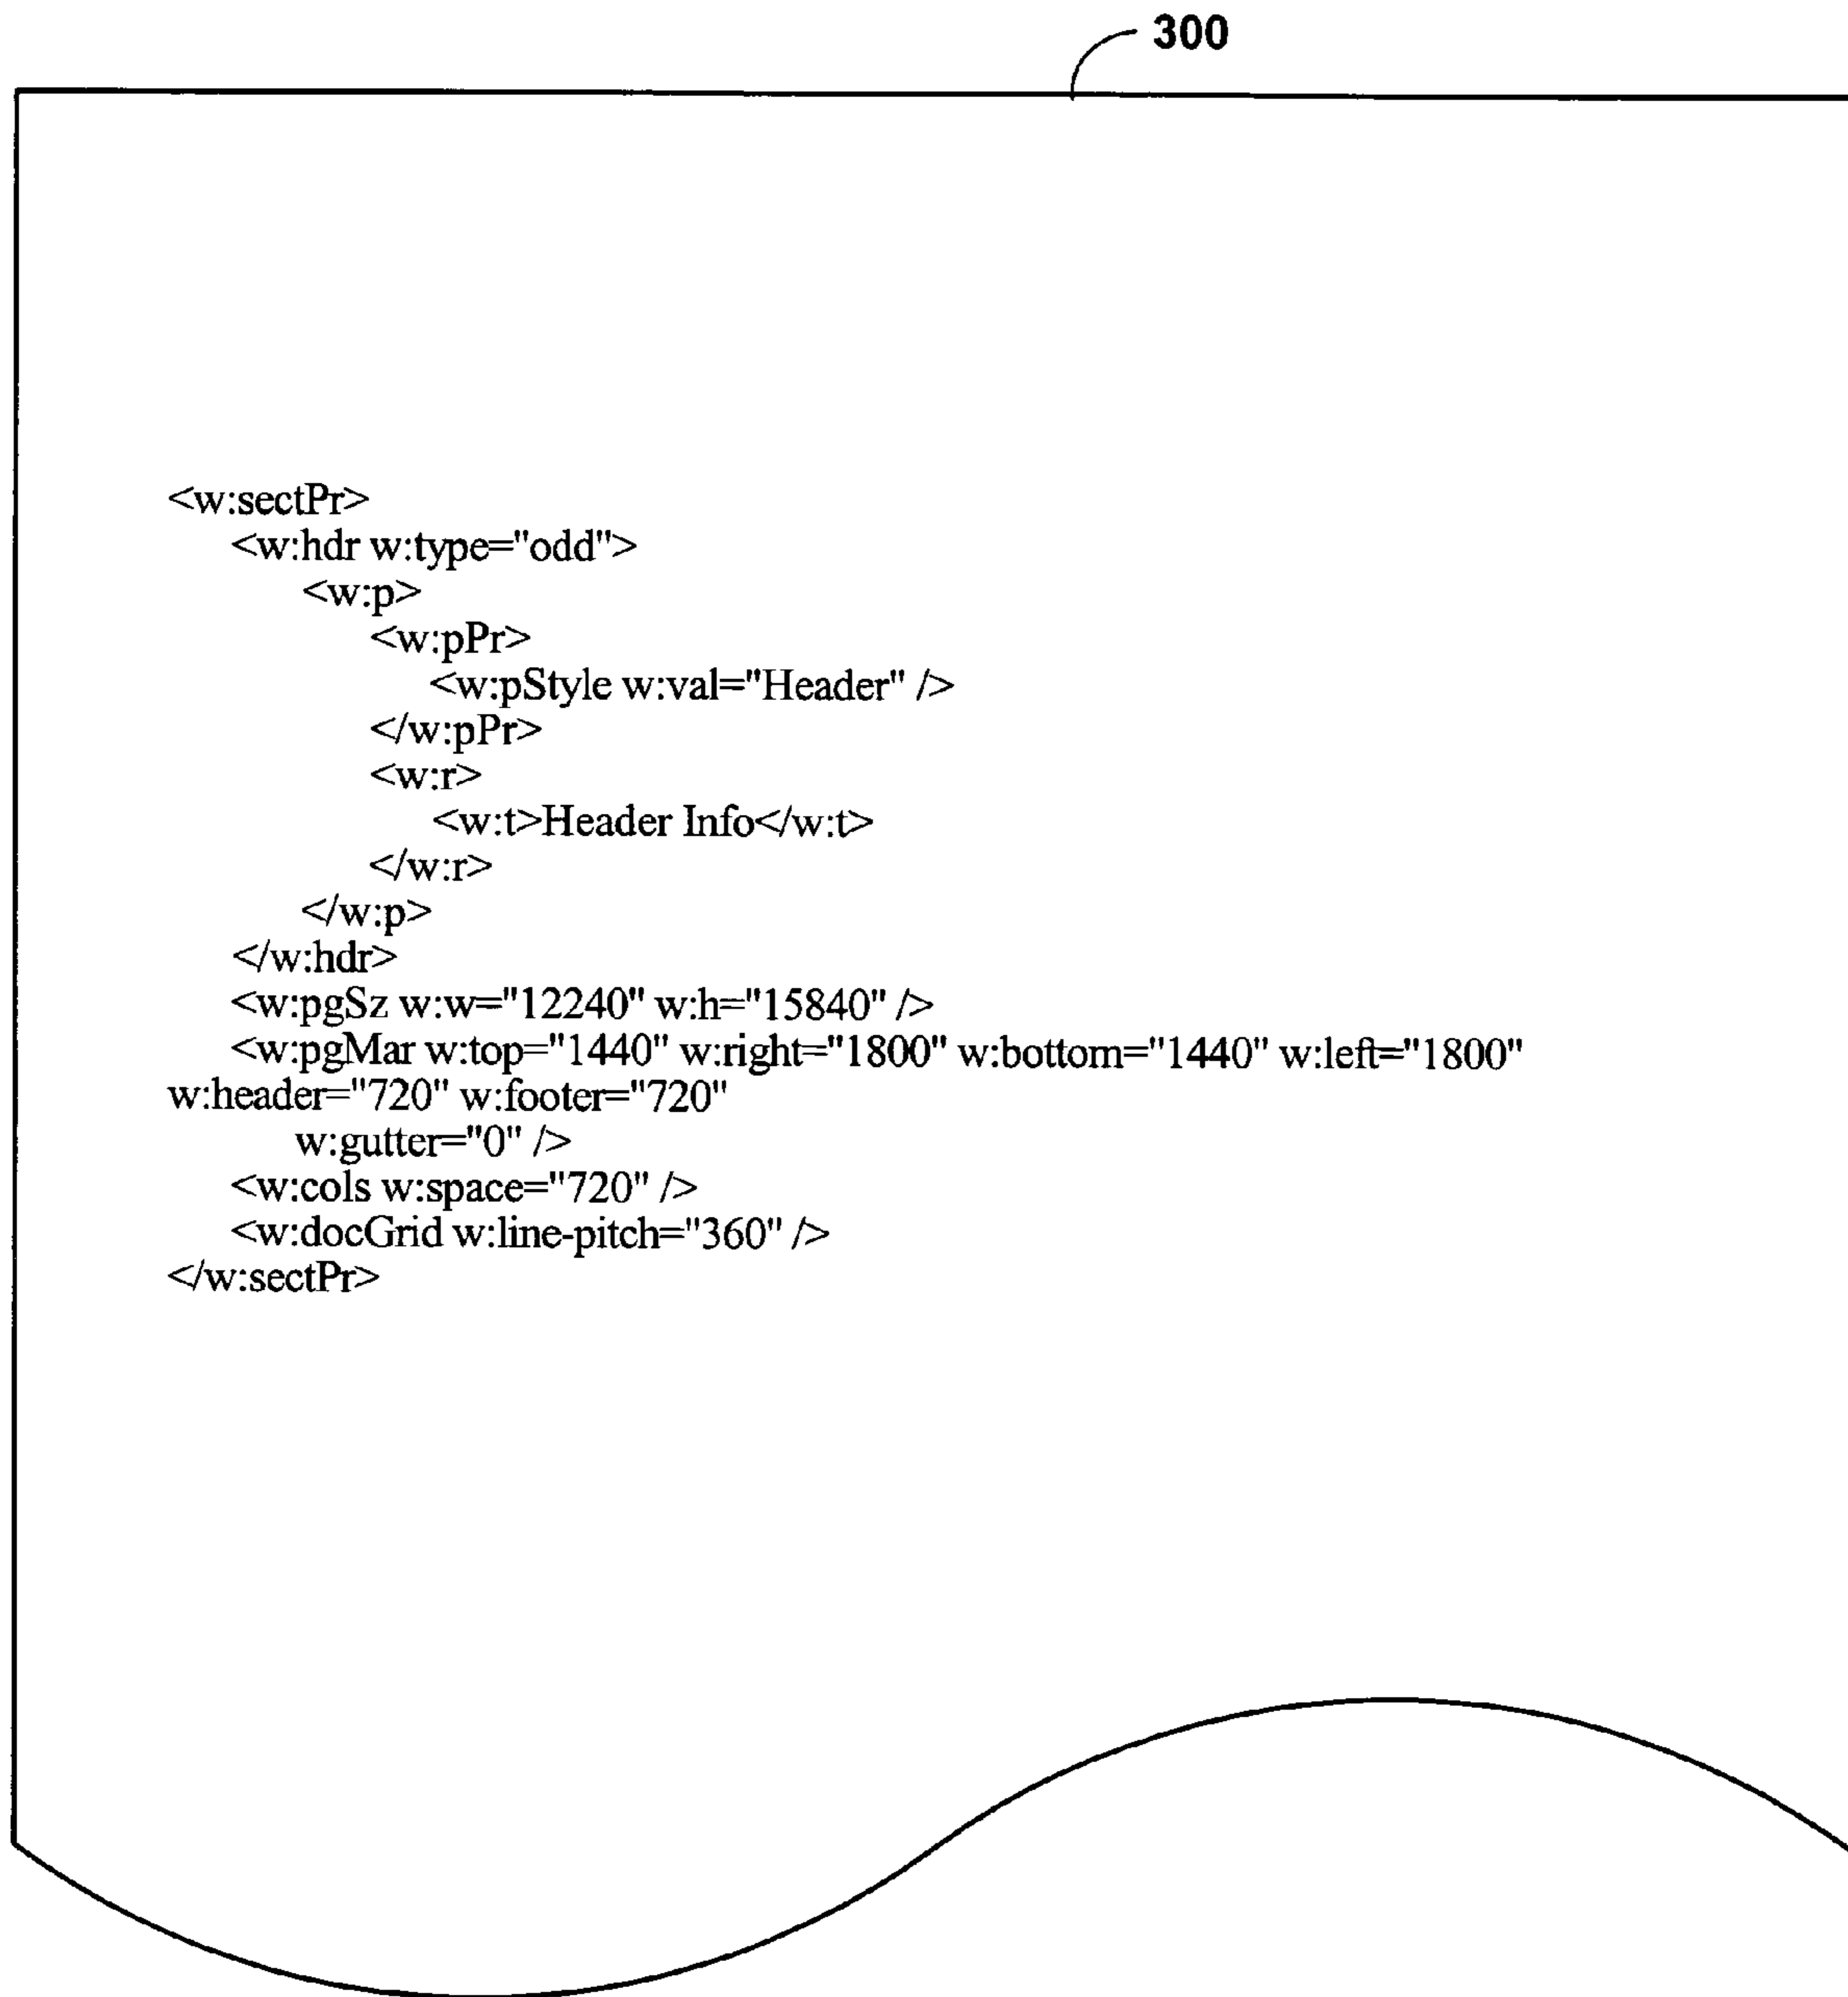 300
<w:sectPr>
<w:hdr w:type="odd">
<w:p>
<w:pPr>
<w:pStyle w:val="Header" />
</w:pPr>
<w:r>
<w:t>Header Info</w:t>
</w:r>
</w:p>
</w:hdr>
<w:pgSz w:w="12240" w:h="15840" />
<w:pgMar w:top="1440" w:right="1800" w:bottom="1440" w:left="1800"
w:header="720" w:footer="720"
w:gutter="0" />
<w:cols w:space="720" />
<w:docGrid w:line-pitch="360" />
</w:sectPr>